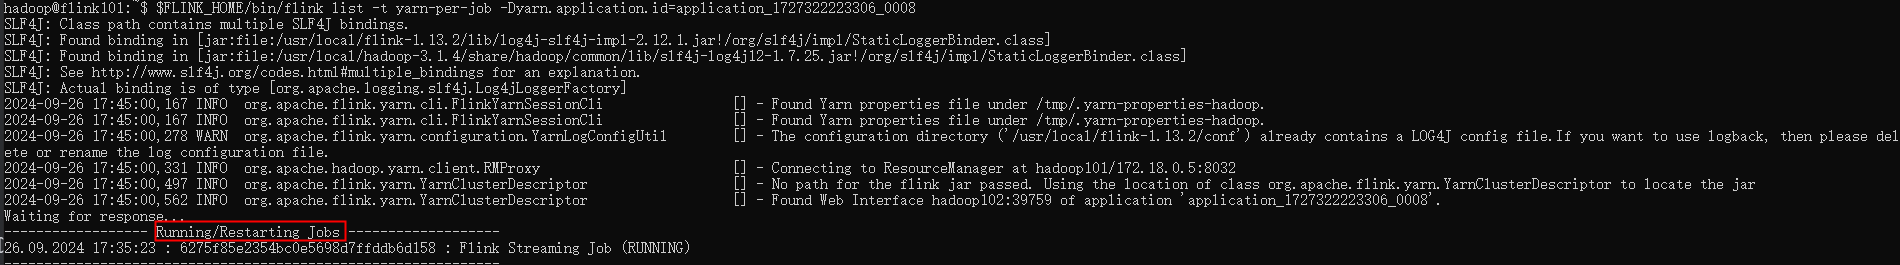 hadoop@flink101:~$ $FLINK_HOME/bin/flink list -t yarn-per-job -Dyarn.application.id=application_1727322223306_0008
SLF4J: Class path contains multiple SLF4J bindings.
SLF4J: Found binding in [jar:file:/usr/local/flink-1.13.2/lib/log4j-slf4j-impl-2.12.1.jar!/org/slf4j/impl/StaticLoggerBinder.class]
SLF4J: Found binding in [jar:file:/usr/local/hadoop-3.1.4/share/hadoop/common/lib/slf4j-log4j12-1.7.25.jar!/org/slf4j/impl/StaticLoggerBinder.class]
SLF4J: See http://www.slf4j.org/codes.html#multiple_bindings for an explanation.
SLF4J: Actual binding is of type [org.apache.logging.slf4j.Log4jLoggerFactory]
2024-09-26 17:45:00,167 INFO  org.apache.flink.yarn.cli.FlinkYarnSessionCli                [] - Found Yarn properties file under /tmp/.yarn-properties-hadoop.
2024-09-26 17:45:00,167 INFO  org.apache.flink.yarn.cli.FlinkYarnSessionCli                [] - Found Yarn properties file under /tmp/.yarn-properties-hadoop.
2024-09-26 17:45:00,278 WARN  org.apache.flink.yarn.configuration.YarnLogConfigUtil        [] - The configuration directory ('/usr/local/flink-1.13.2/conf') already contains a LOG4J config file.If you want to use logback, then please del
ete or rename the log configuration file.
2024-09-26 17:45:00,331 INFO  org.apache.hadoop.yarn.client.RMProxy                        [] - Connecting to ResourceManager at hadoop101/172.18.0.5:8032
2024-09-26 17:45:00,497 INFO  org.apache.flink.yarn.YarnClusterDescriptor                  [] - No path for the flink jar passed. Using the location of class org.apache.flink.yarn.YarnClusterDescriptor to locate the jar
2024-09-26 17:45:00,562 INFO  org.apache.flink.yarn.YarnClusterDescriptor                  [] - Found Web Interface hadoop102:39759 of application 'application_1727322223306_0008'.
Waiting for response...
------------------ Running/Restarting Jobs -------------------
26.09.2024 17:35:23 : 6275f85e2354bc0e5698d7ffddb6d158 : Flink Streaming Job (RUNNING)
--------------------------------------------------------------